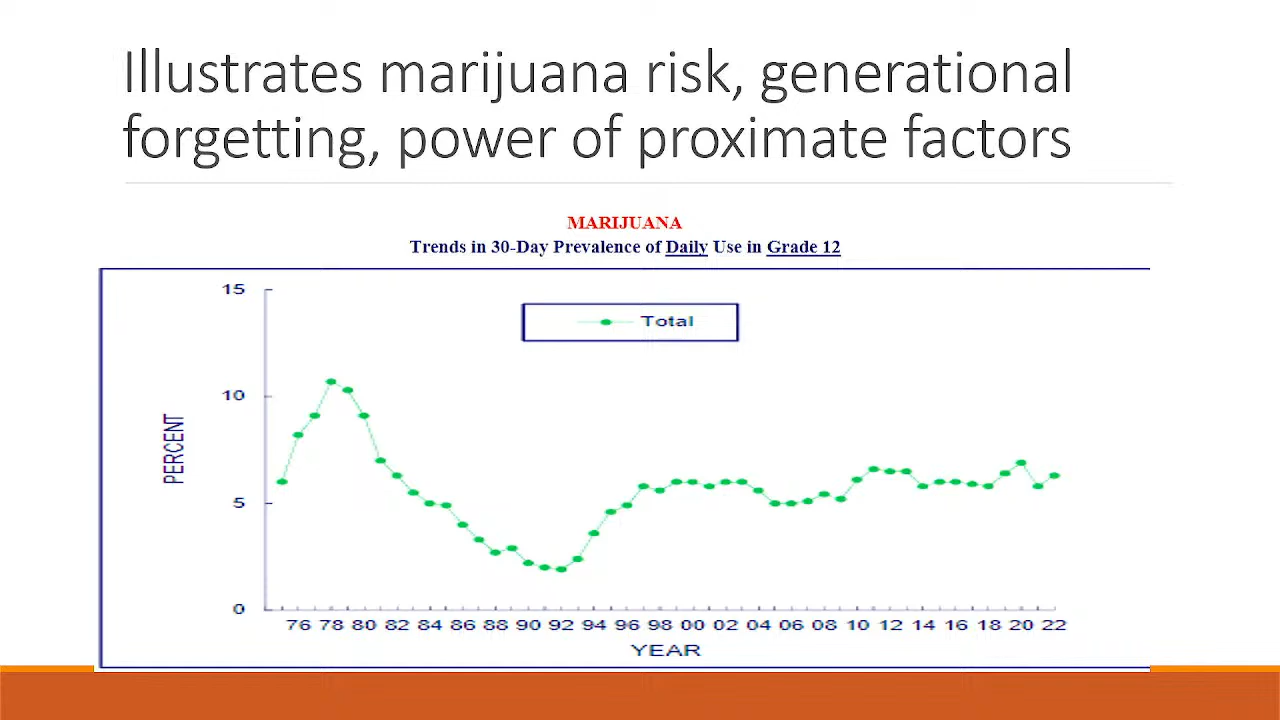 Illustrates marijuana risk, generational
forgetting, power of proximate factors
MARIJUANA
Trends in 30-Day Prevalence of Daily Use in Grade 12
Total
15
10
5
0
PERCENT
76 78 80 82 84 86 88 90 92 94 96 98 00 02 04 06 08 10 12 14 16 18 20 22
YEAR